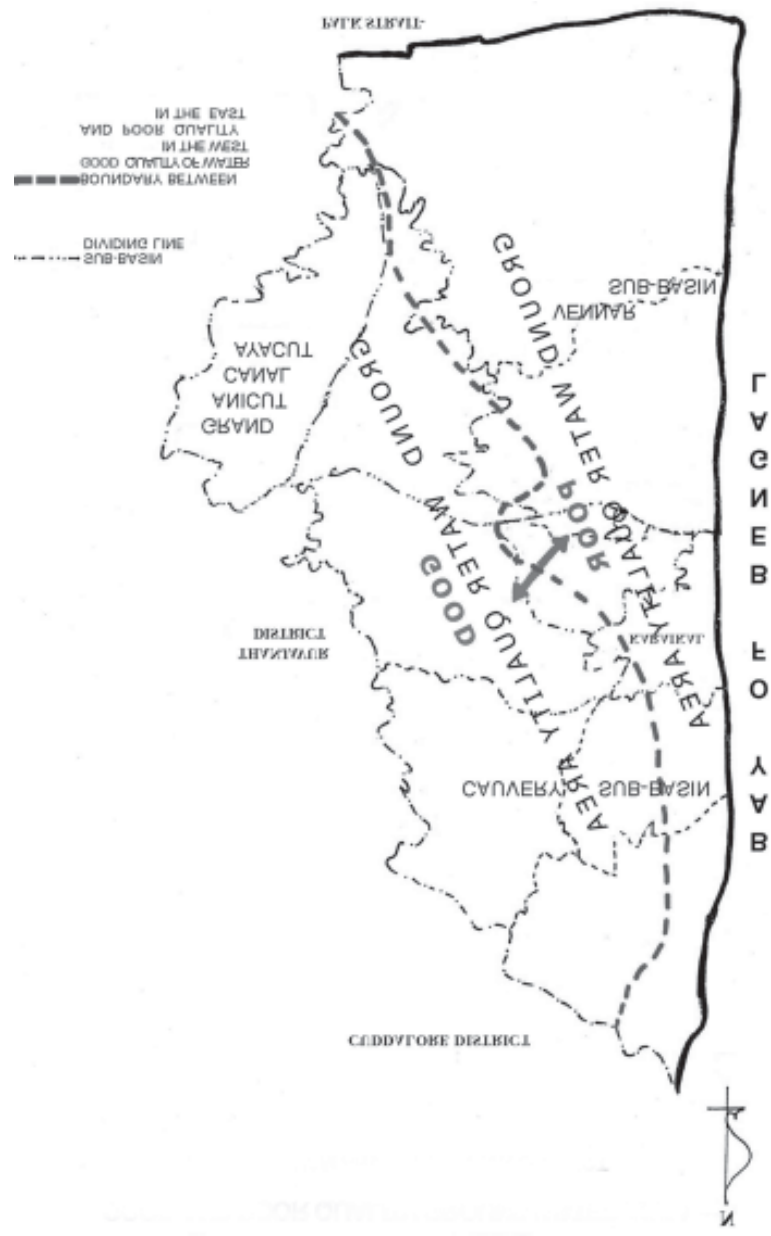 N
CUDDALORE DISTRICT
BAY OF BENGAL
CAUVERY SUB-BASIN
THANJAVUR
DISTRICT
KARAIKAL
GOOD
GROUND WATER QUALITY AREA
POOR
GROUND WATER QUALITY AREA
GRAND
ANICUT
CANAL
AYACUT
VENNAR
SUB-BASIN
SUB-BASIN
DIVIDING LINE
BOUNDARY BETWEEN
GOOD QUALITY OF WATER
IN THE WEST
AND POOR QUALITY
IN THE EAST
PALK STRAIT-